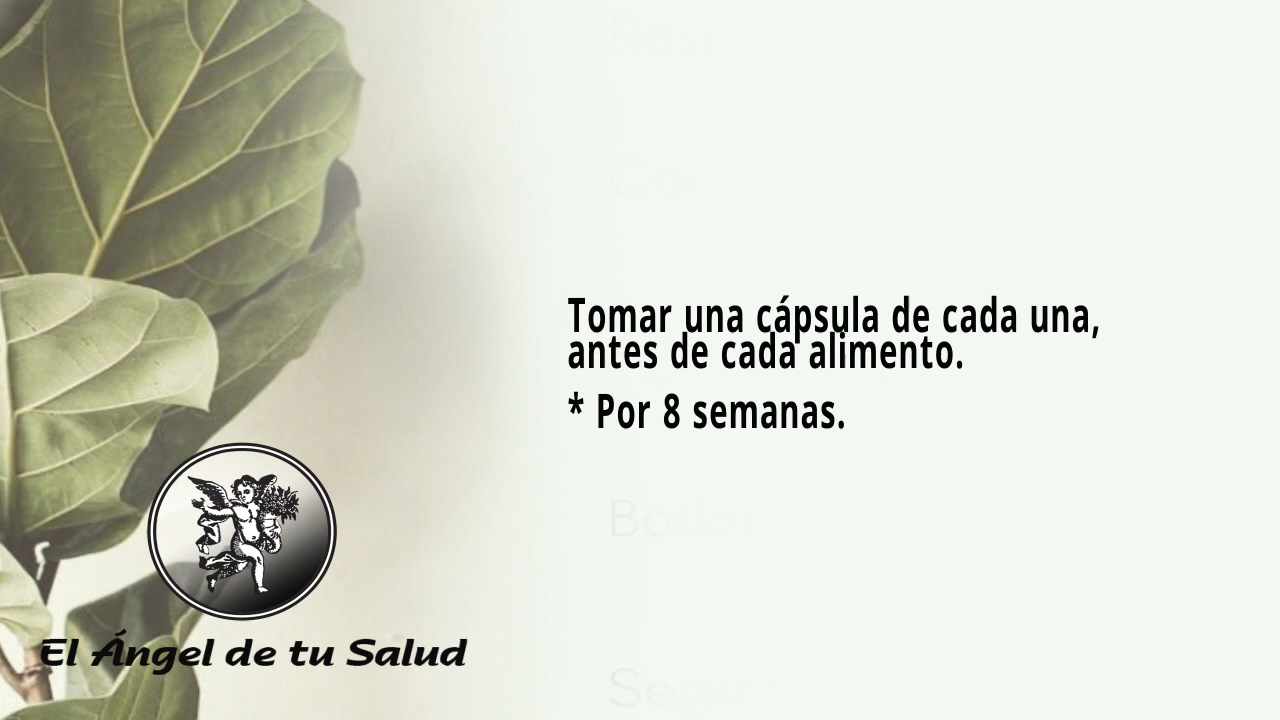 Tomar una cápsula de cada una,
antes de cada alimento.
* Por 8 semanas.
El Ángel de tu Salud